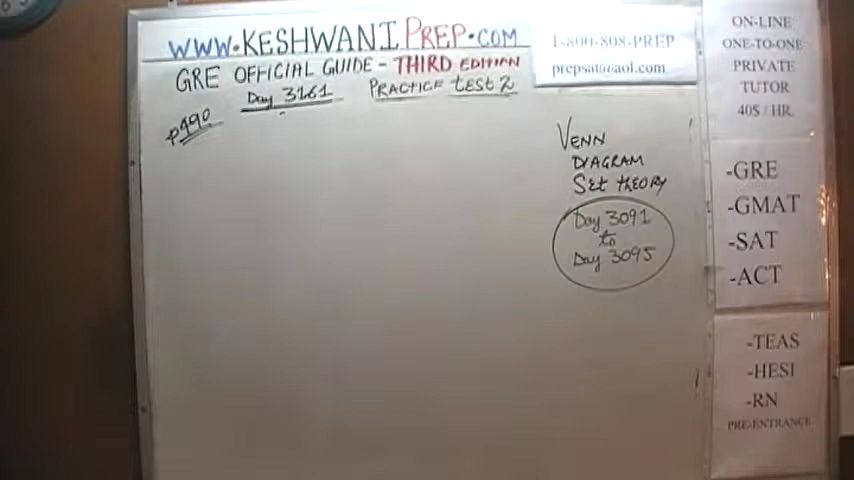 WWW.KESHWANIPREP.COM
GRE OFFICIAL GUIDE - THIRD EDITION
Day 3161 PRACTICE test 2
p490
1-800-808-PREP
prepsat@aol.com
VENN
DIAGRAM
Set theory
Day 3091
to
Day 3095
ON-LINE
ONE-TO-ONE
PRIVATE
TUTOR
40$ / HR.
-GRE
-GMAT
-SAT
-ACT
-TEAS
-HESI
-RN
PRE-ENTRANCE